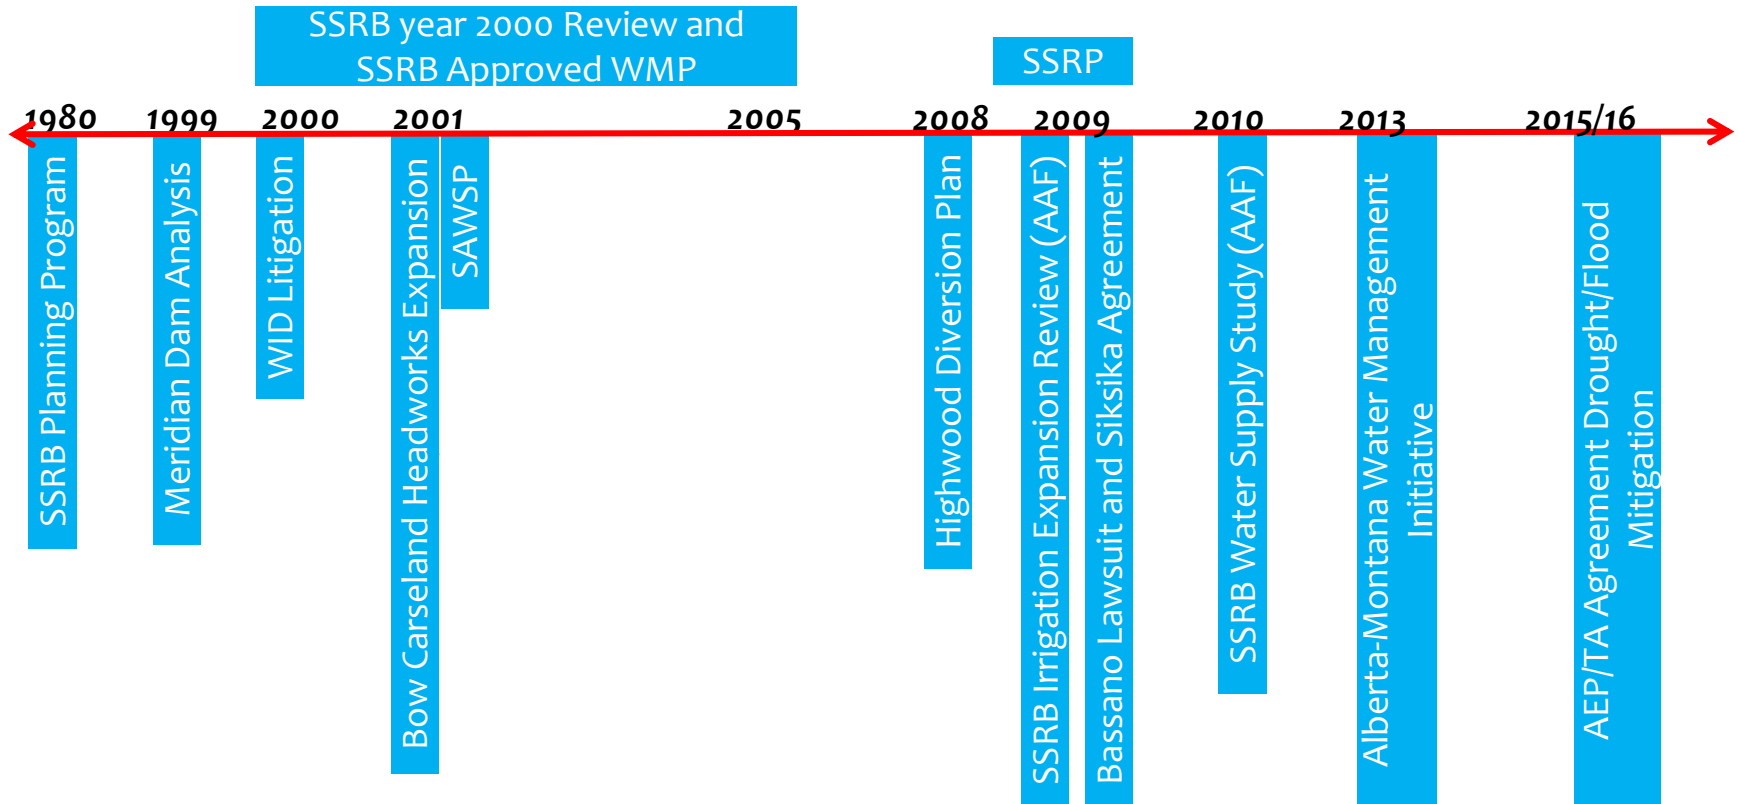 SSRB year 2000 Review and
SSRB Approved WMP
SSRP
1980
1999
2000
2001
2005
2008
2009
2010
2013
2015/16
SSRB Planning Program
Meridian Dam Analysis
WID Litigation
Bow Carseland Headworks Expansion
SAWSP
Highwood Diversion Plan
SSRB Irrigation Expansion Review (AAF)
Bassano Lawsuit and Siksika Agreement
SSRB Water Supply Study (AAF)
Alberta-Montana Water Management
Initiative
AEP/TA Agreement Drought/Flood
Mitigation